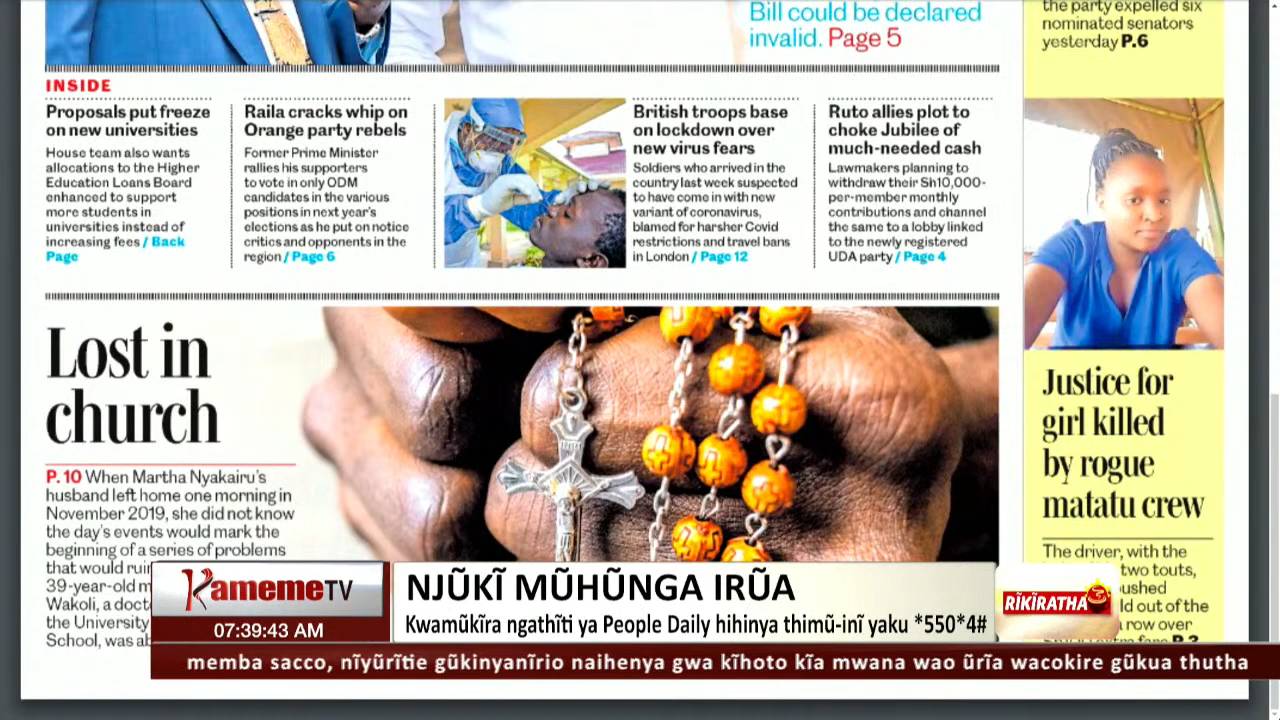 Bill could be declared
invalid. Page 5
the party expelled six
nominated senators
yesterday P.6
INSIDE
Proposals put freeze
on new universities
House team also wants
allocations to the Higher
Education Loans Board
enhanced to support
more students in
universities instead of
increasing fees / Back
Page
Raila cracks whip on
Orange party rebels
Former Prime Minister
rallies his supporters
to vote in only ODM
candidates in the various
positions in next year's
elections as he put on notice
critics and opponents in the
region / Page 6
British troops base
on lockdown over
new virus fears
Soldiers who arrived in the
country last week suspected
to have come in with new
variant of coronavirus,
blamed for harsher Covid
restrictions and travel bans
in London / Page 12
Ruto allies plot to
choke Jubilee of
much-needed cash
Lawmakers planning to
withdraw their Sh10,000-
per-member monthly
contributions and channel
the same to a lobby linked
to the newly registered
UDA party / Page 4
Lost in
church
P. 10 When Martha Nyakairu's
husband left home one morning in
November 2019, she did not know
the day's events would mark the
beginning of a series of problems
that would
39-year-old
Wakoli, a
the University
School, was
Justice for
girl killed
by rogue
matatu crew
The driver, with the
two touts,
out of the
row over
P.3
Kameme TV
07:39:43 AM
NJŨKĨ MŨHŨNGA IRŨA
Kwamũkĩra ngathĩti ya People Daily hihinya thimũ-inĩ yaku *550*4#
RĨKĨRATHA
memba sacco, nĩyũrĩtie gũkinyanĩrio naihenya gwa kĩhoto kĩa mwana wao ũrĩa wacokire gũkua thutha